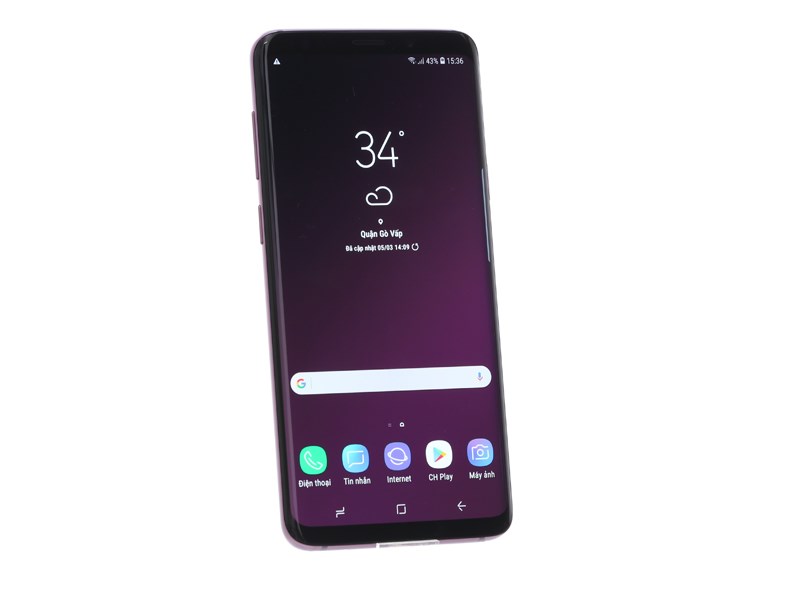 43% 15:36
34°
Quận Gò Vấp
Đã cập nhật 05/03 14:09
G
Điện thoại Tin nhắn Internet CH Play Máy ảnh